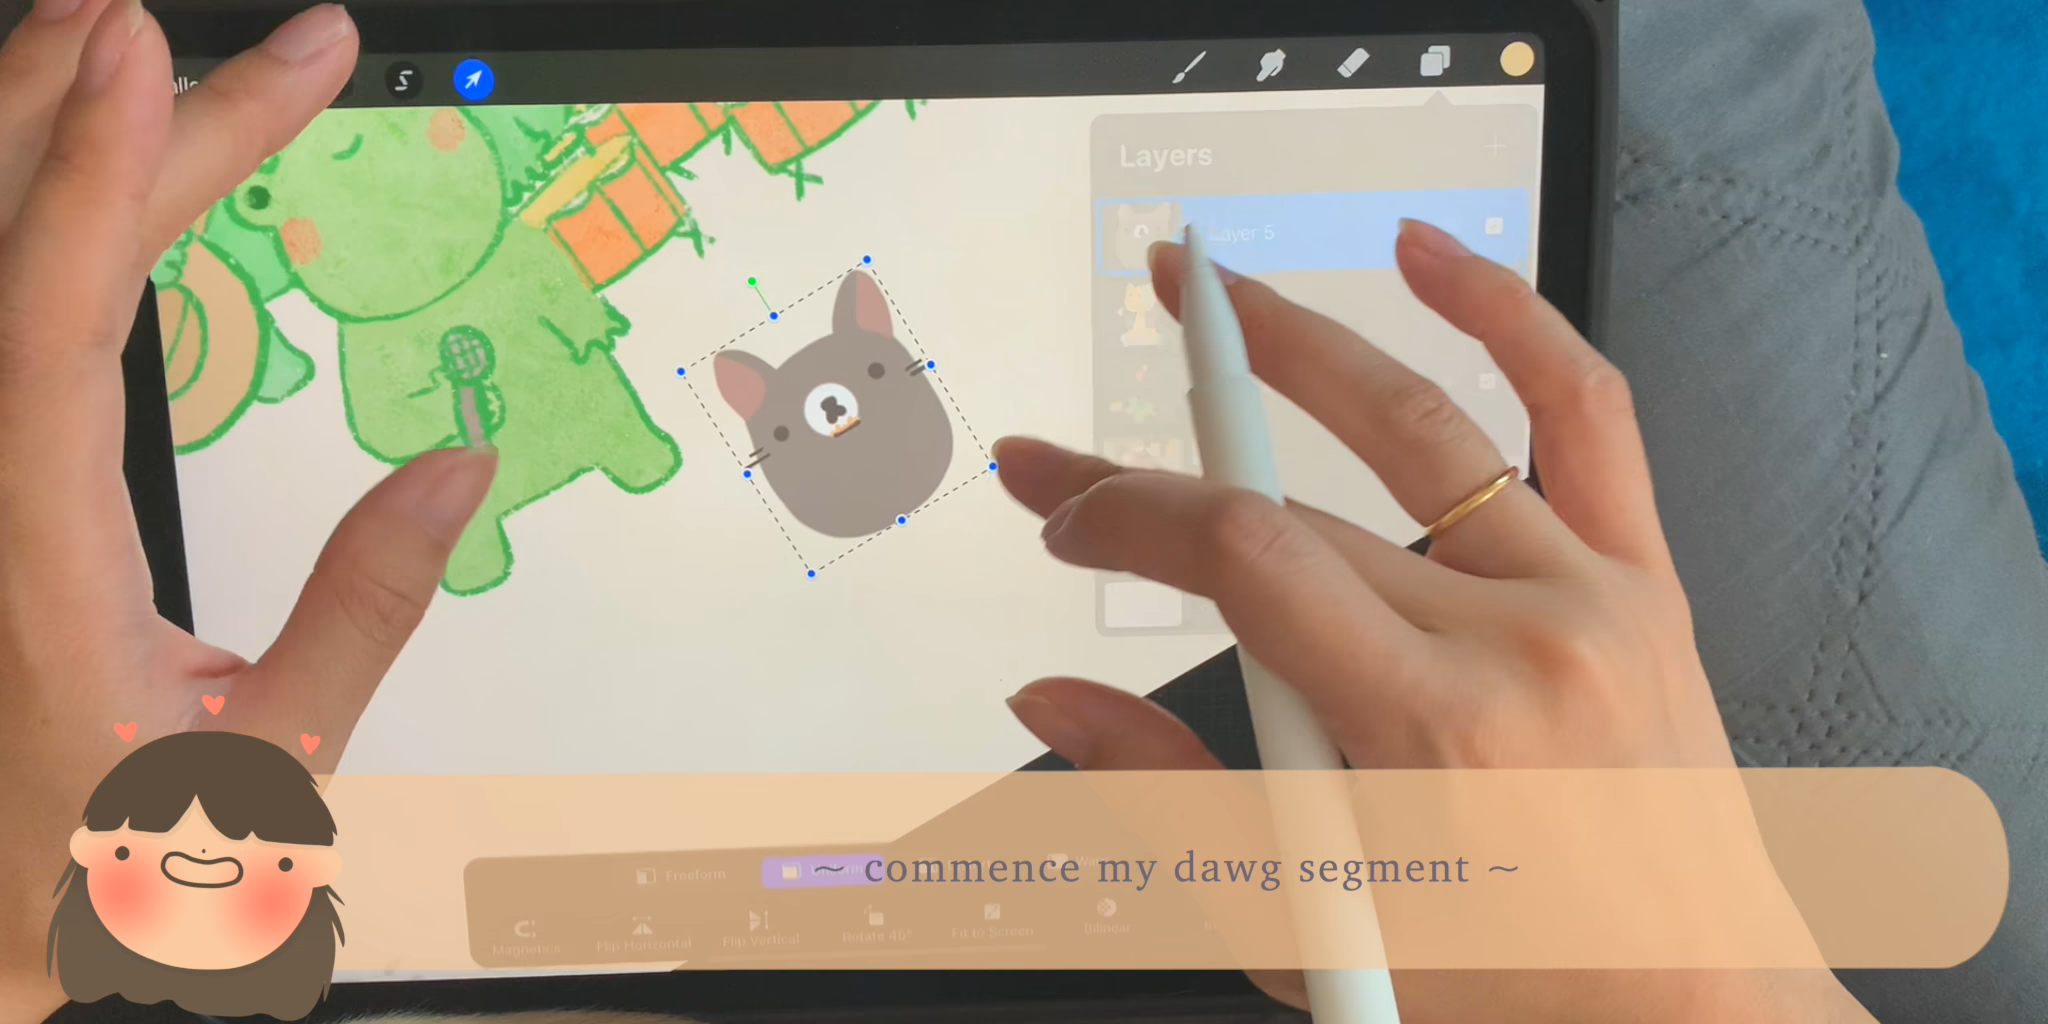 Layers
Layer 5
~ commence my dawg segment ~
Freeform
Uniform
Magnetics
Flip Horizontal
Flip Vertical
Rotate 45°
Fit to Screen
Bilinear